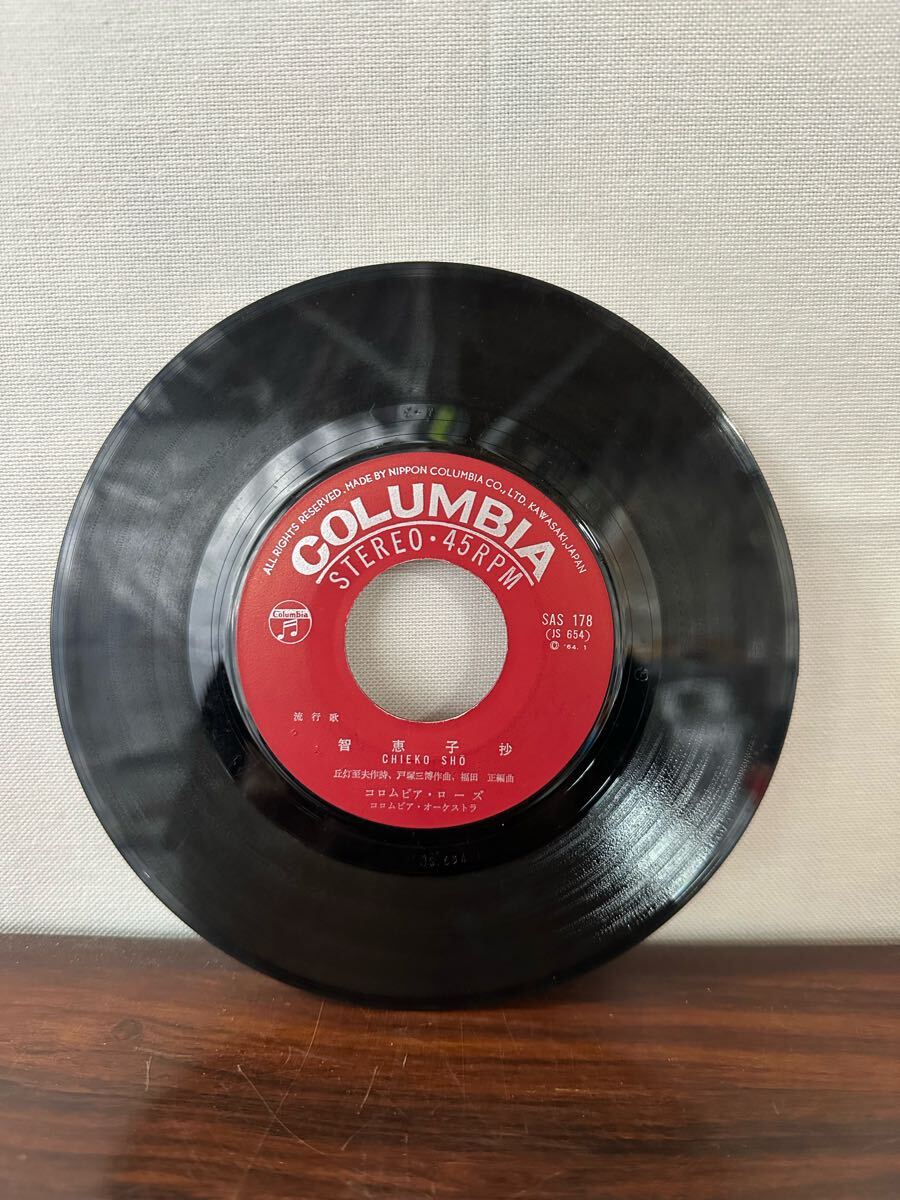 ALL RIGHTS RESERVED. MADE BY NIPPON COLUMBIA CO., LTD. KAWASAKI, JAPAN
COLUMBIA
STEREO・45RPM
Columbia
SAS 178
(JS 654)
Ⓒ '64. 1
流行歌
智恵子抄
CHIEKO SHŌ
丘灯至夫作詩、戸塚三博作曲、福田 正編曲
コロムビア・ローズ
コロムビア・オーケストラ